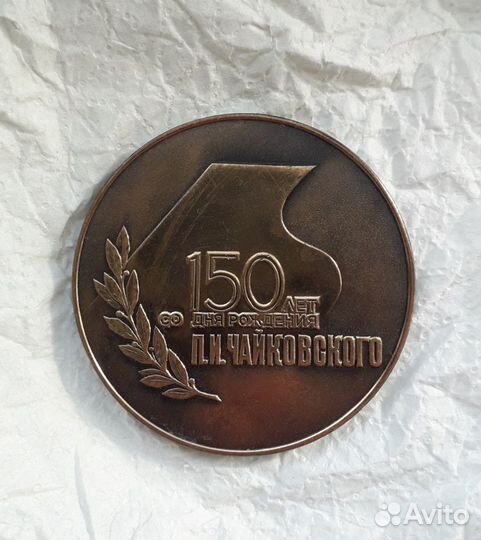 150 ЛЕТ
СО ДНЯ РОЖДЕНИЯ
П.И.ЧАЙКОВСКОГО
Avito